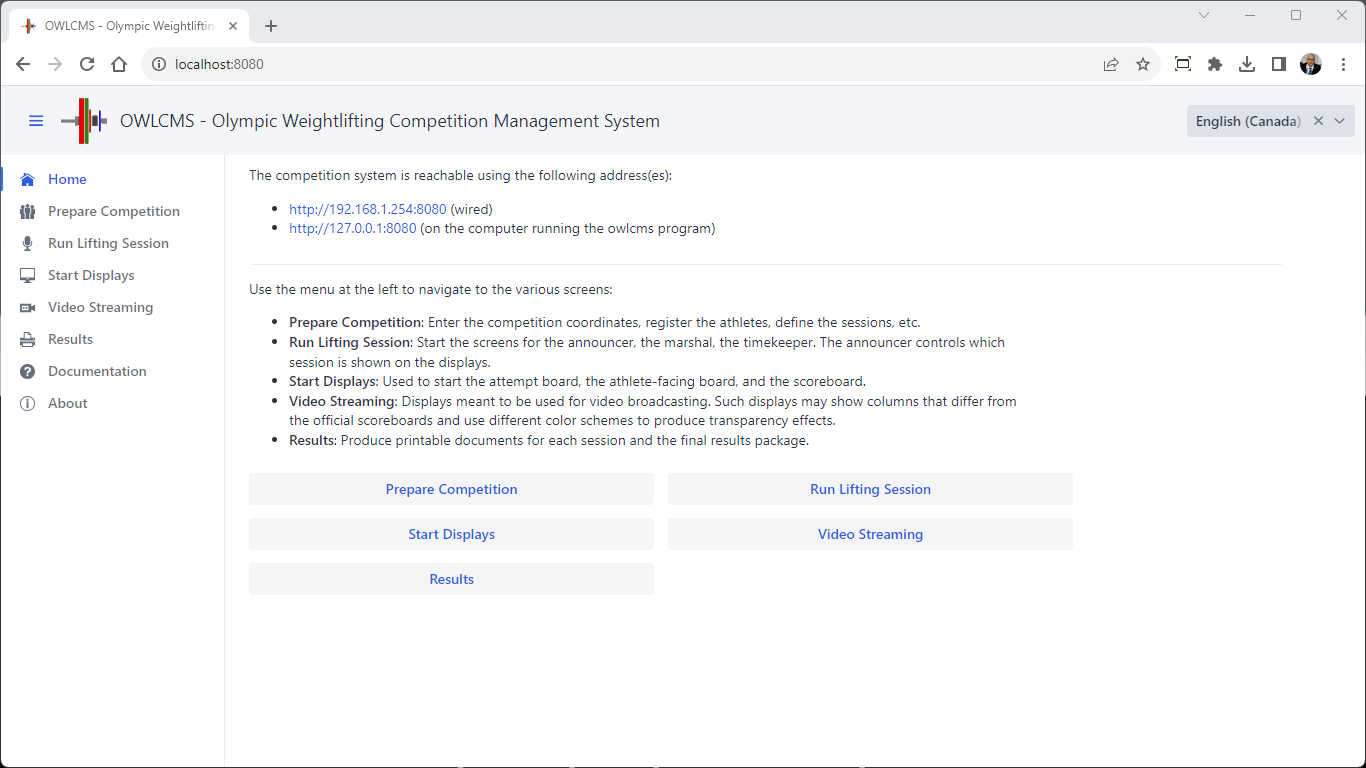 OWLCMS - Olympic Weightliftin
localhost:8080
OWLCMS - Olympic Weightlifting Competition Management System
English (Canada)
Home
Prepare Competition
Run Lifting Session
Start Displays
Video Streaming
Results
Documentation
About
The competition system is reachable using the following address(es):
• http://192.168.1.254:8080 (wired)
• http://127.0.0.1:8080 (on the computer running the owlcms program)
Use the menu at the left to navigate to the various screens:
• Prepare Competition: Enter the competition coordinates, register the athletes, define the sessions, etc.
• Run Lifting Session: Start the screens for the announcer, the marshal, the timekeeper. The announcer controls which
session is shown on the displays.
• Start Displays: Used to start the attempt board, the athlete-facing board, and the scoreboard.
• Video Streaming: Displays meant to be used for video broadcasting. Such displays may show columns that differ from
the official scoreboards and use different color schemes to produce transparency effects.
• Results: Produce printable documents for each session and the final results package.
Prepare Competition
Run Lifting Session
Start Displays
Video Streaming
Results